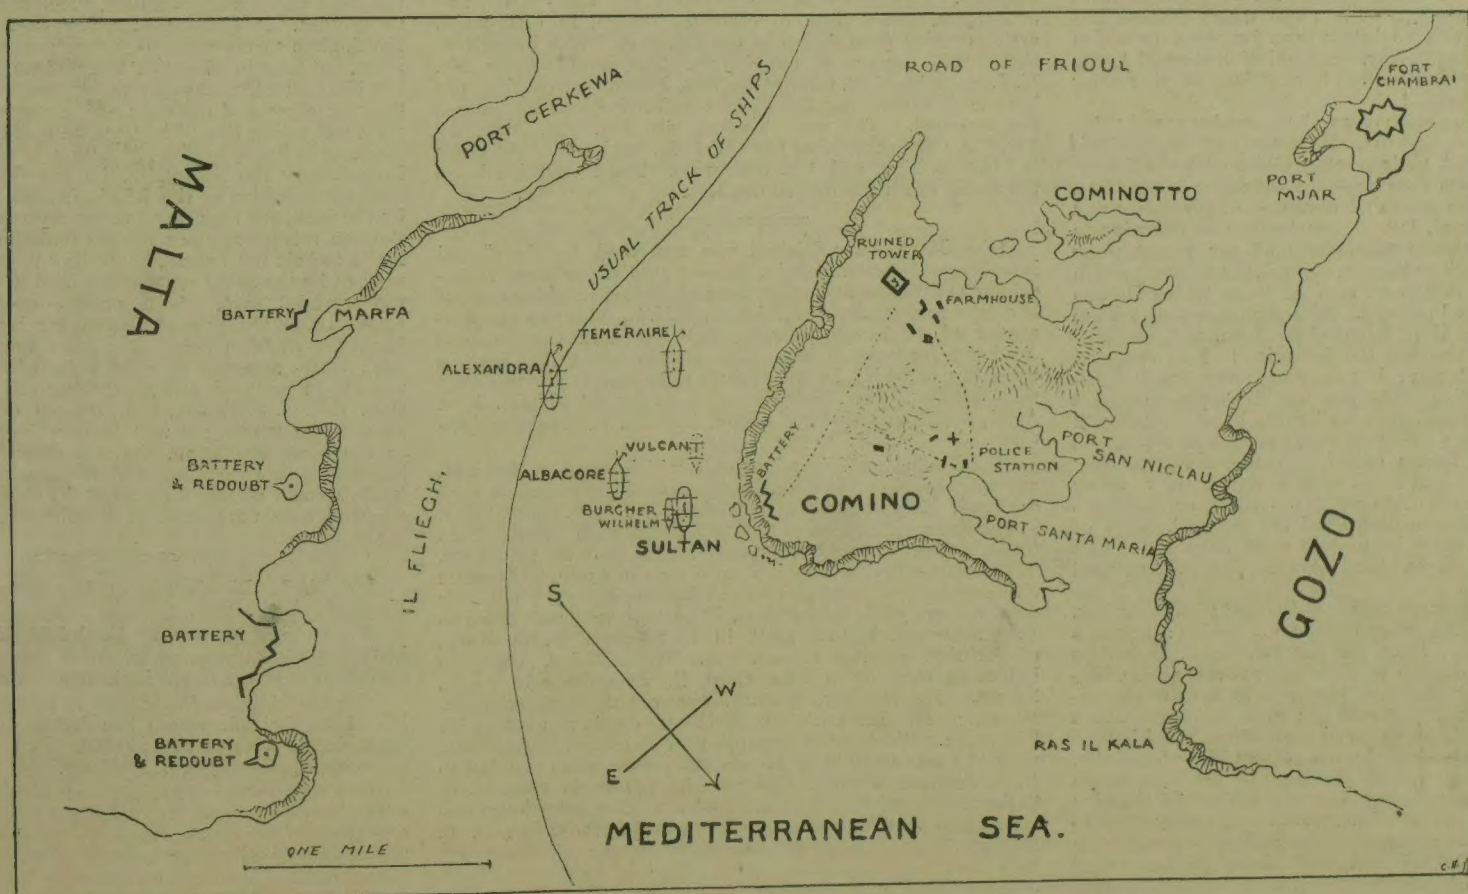 ROAD OF FRIOUL
FORT
CHAMBRAI
PORT CERKEWA
USUAL TRACK OF SHIPS
MALTA
PORT
MJAR
COMINOTTO
RUINED
TOWER
FARMHOUSE
BATTERY
MARFA
TEMÉRAIRE
ALEXANDRA
BATTERY
& REDOUBT
VULCAN
ALBACORE
BURGHER
WILHELM
SULTAN
BATTERY
COMINO
POLICE
STATION
PORT
SAN NICLAU
PORT SANTA MARIA
GOZO
IL FLIEGH.
S
W
E
BATTERY
BATTERY
& REDOUBT
RAS IL KALA
MEDITERRANEAN SEA.
ONE MILE